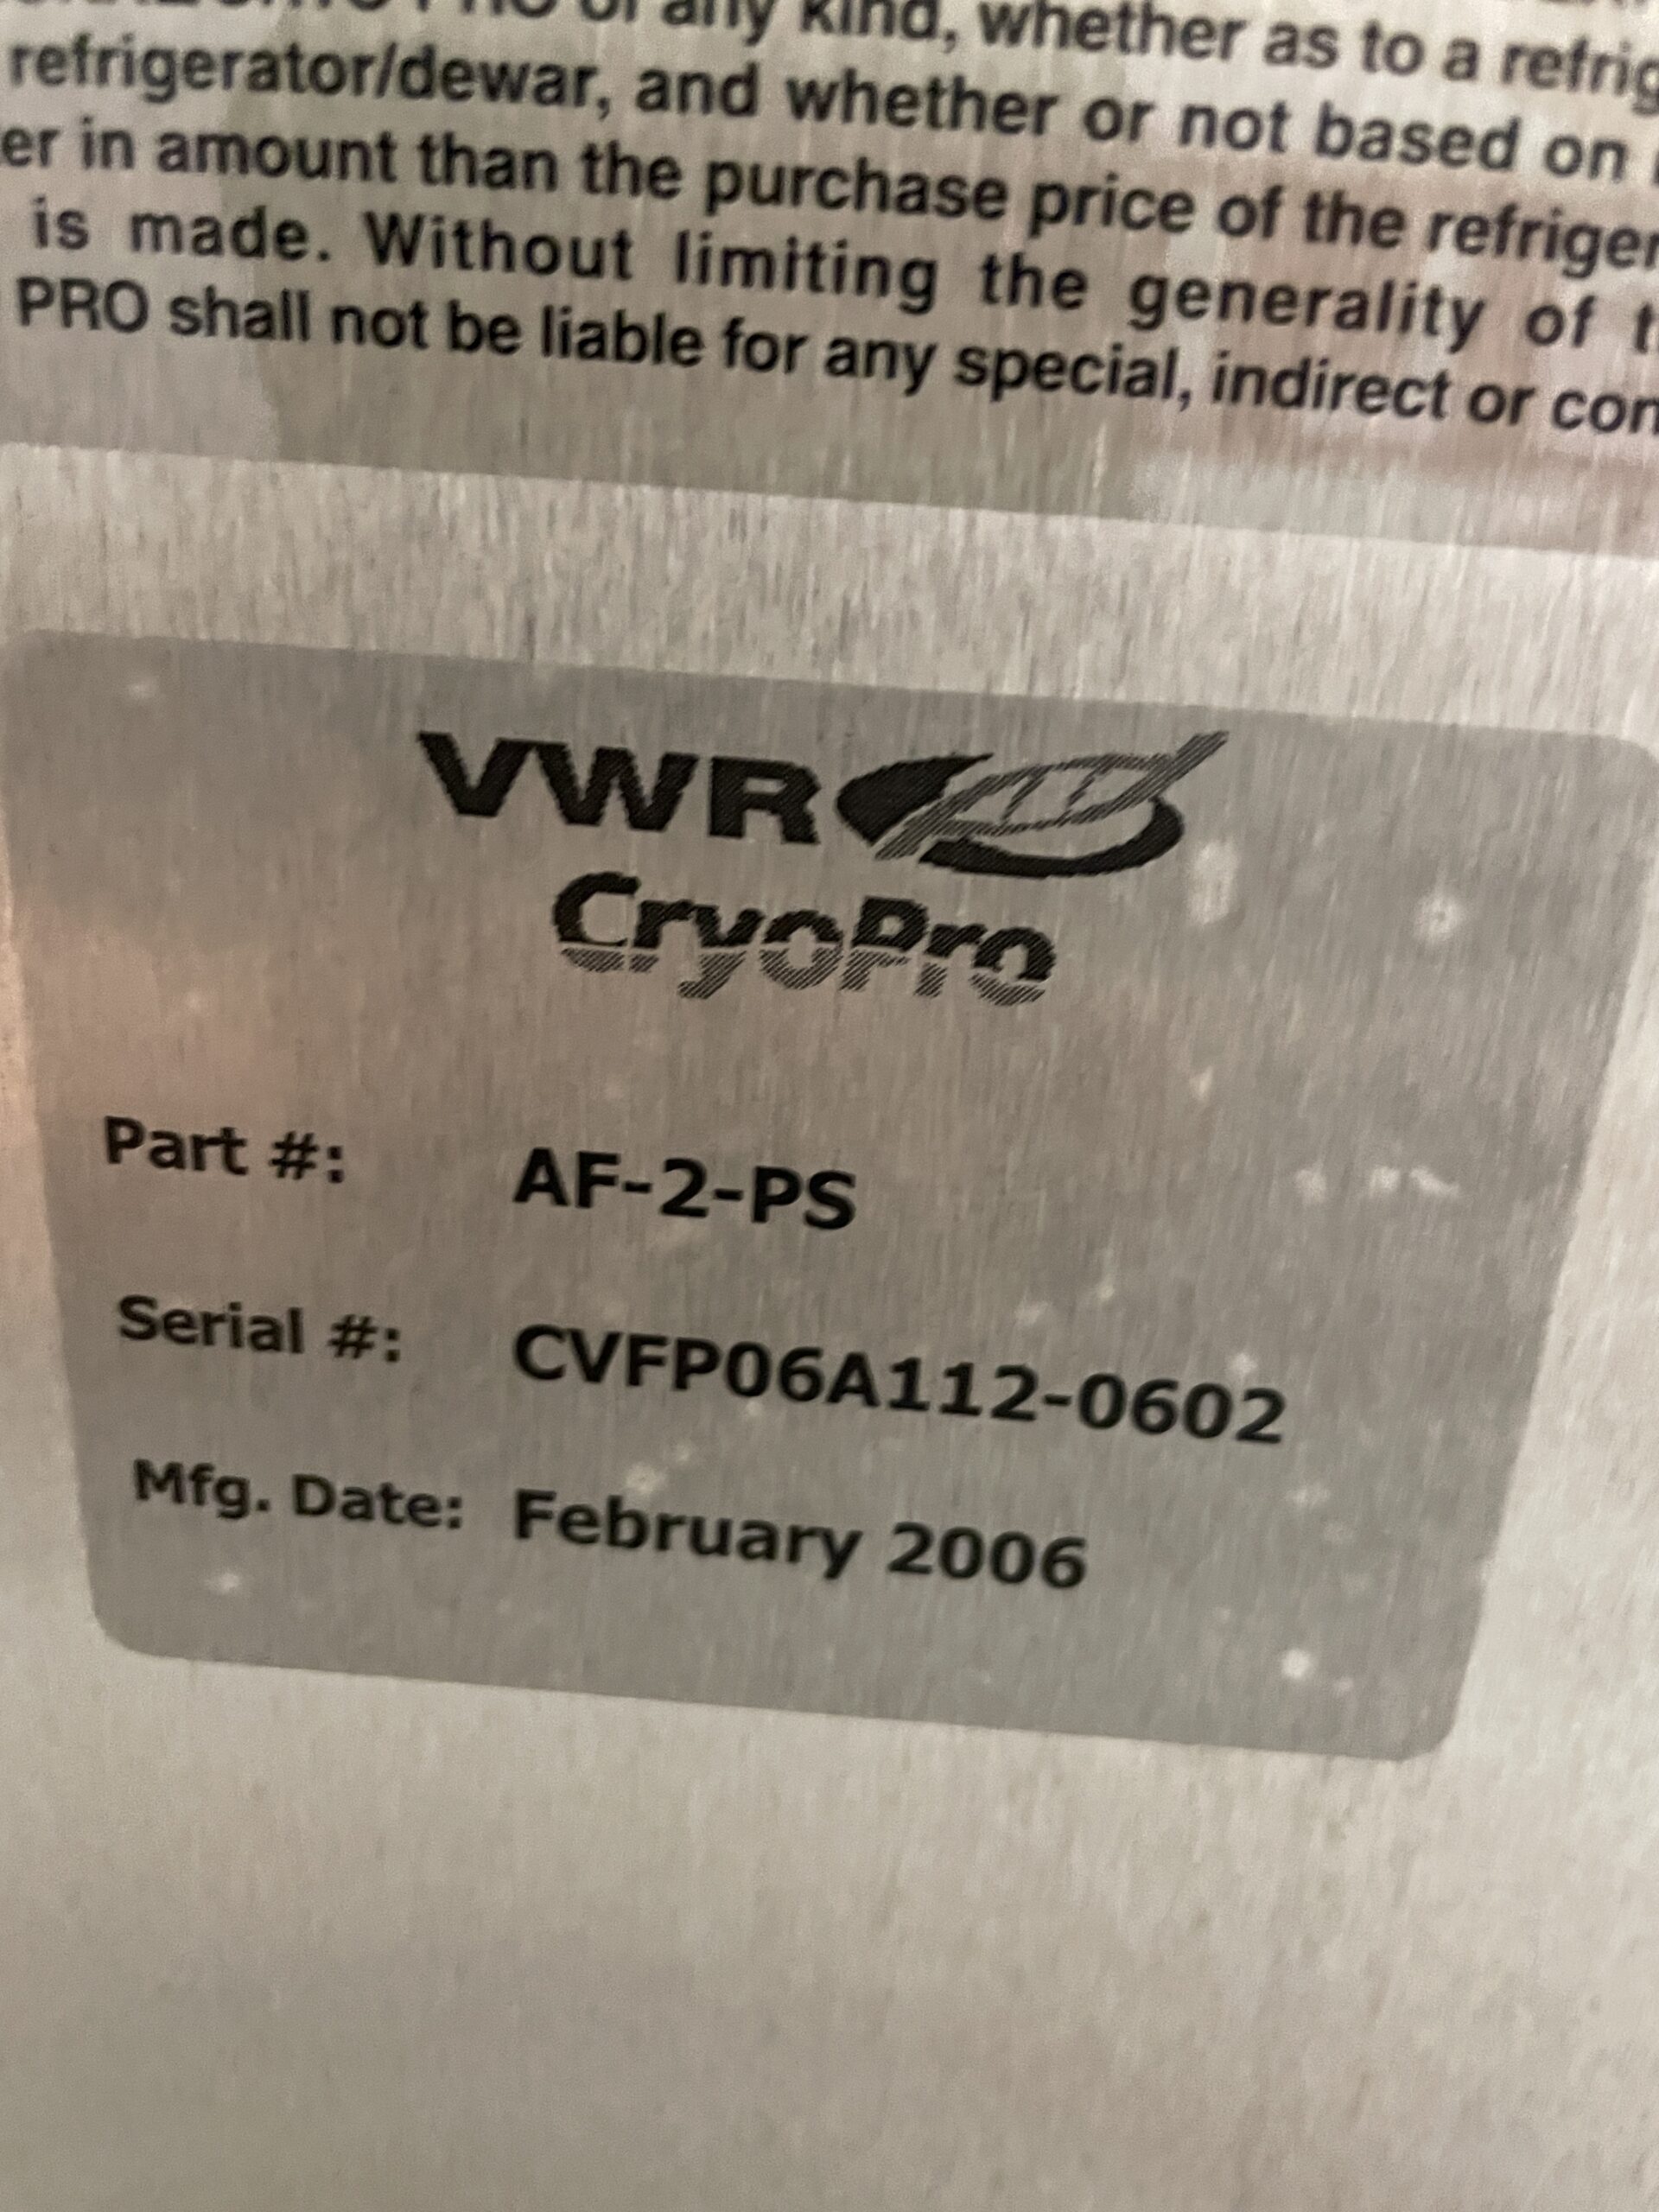 of any kind, whether as to a
refrigerator/dewar, and whether or not based on
in amount than the purchase price of the
is made. Without limiting the generality of
PRO shall not be liable for any special, indirect or
VWR
CryoPro
Part #: AF-2-PS
Serial #: CVFP06A112-0602
Mfg. Date: February 2006